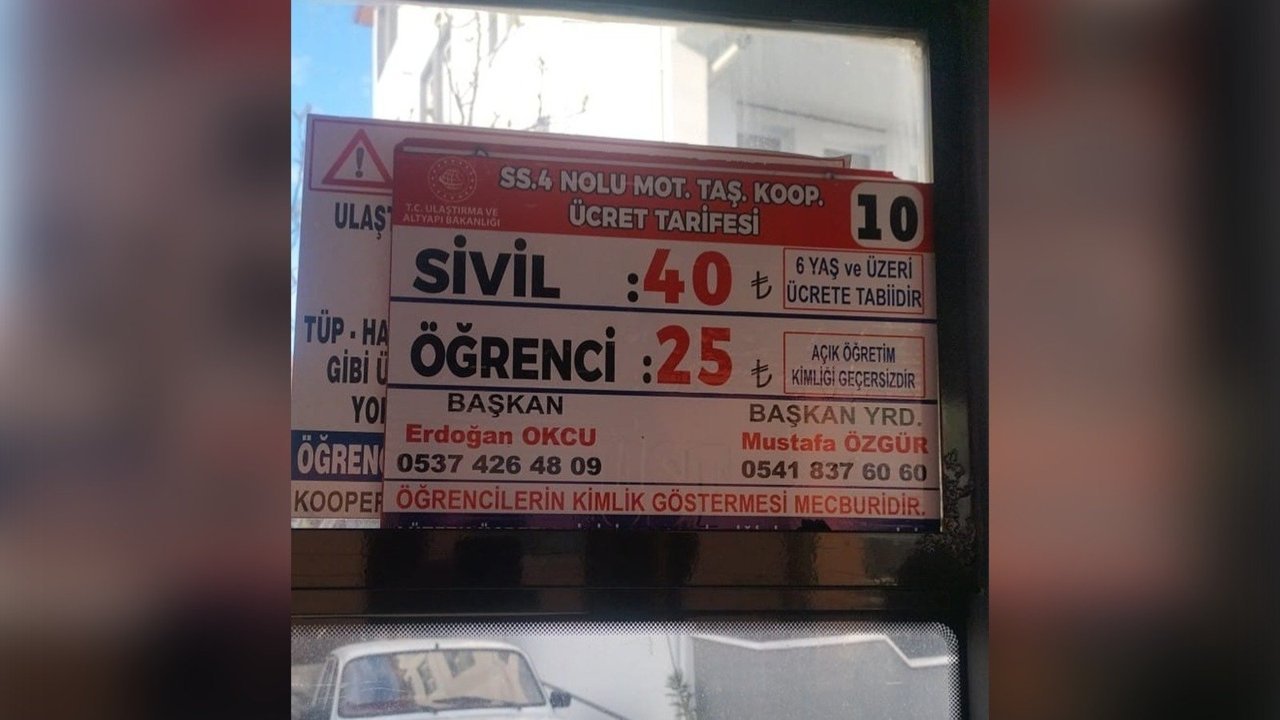 SS.4 NOLU MOT. TAŞ. KOOP.
ÜCRET TARİFESİ
10
T.C. ULAŞTIRMA VE
ALTYAPI BAKANLIĞI
SİVİL :40 ₺
6 YAŞ ve ÜZERİ
ÜCRETE TABİİDİR
ÖĞRENCİ :25 ₺
AÇIK ÖĞRETİM
KİMLİĞİ GEÇERSİZDİR
BAŞKAN
Erdoğan OKCU
0537 426 48 09
BAŞKAN YRD.
Mustafa ÖZGÜR
0541 837 60 60
ÖĞRENCİLERİN KİMLİK GÖSTERMESİ MECBURİDİR.
ULAŞT
TÜP - HA
GİBİ Ü
YOL
ÖĞRENC
KOOPER